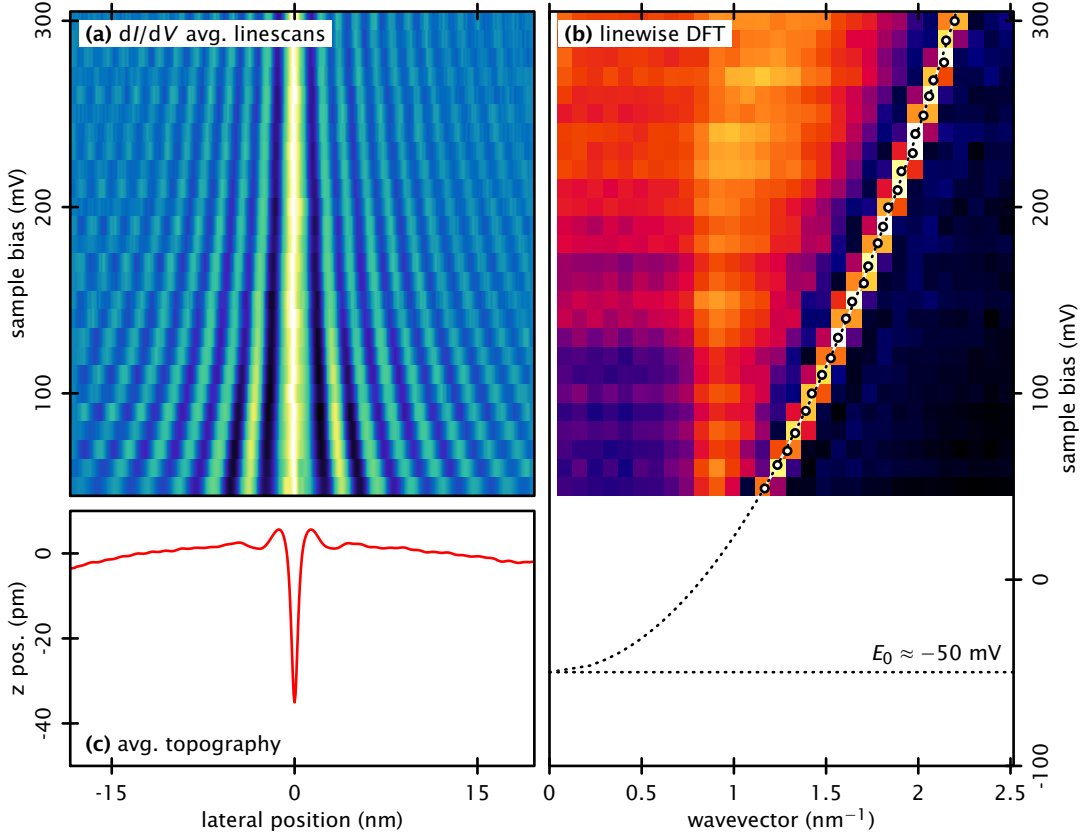 (a) dI/dV avg. linescans
300
200
100
sample bias (mV)
(b) linewise DFT
300
200
100
0
-100
sample bias (mV)
E0 ≈ −50 mV
0
-20
-40
z pos. (pm)
(c) avg. topography
-15 0 15
lateral position (nm)
0 0.5 1 1.5 2 2.5
wavevector (nm⁻¹)